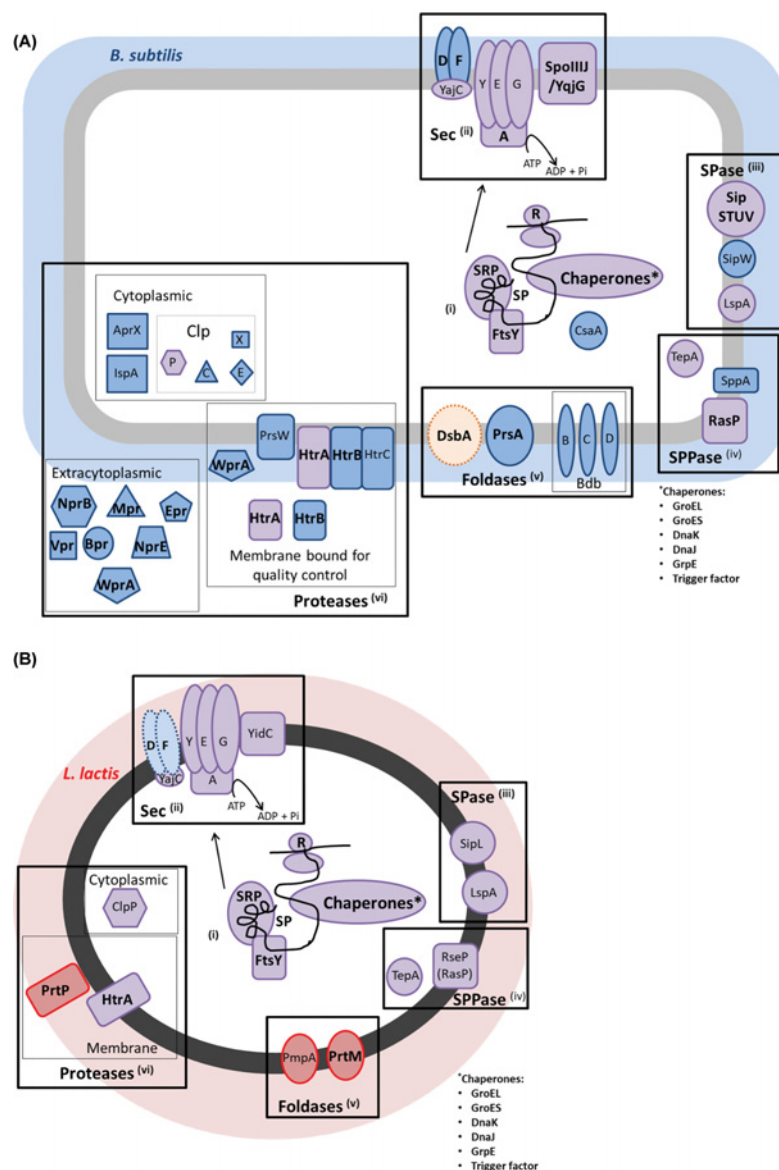 (A)
B. subtilis
D F
YajC
Y E G
A
SpoIIIJ
/YqjG
Sec (ii)
ATP
ADP + Pi
R
SRP
SP
Chaperones*
(i)
FtsY
CsaA
SPase (iii)
Sip
STUV
SipW
LspA
TepA
SppA
RasP
SPPase (iv)
Cytoplasmic
AprX
IspA
Clp
X
P
C
E
PrsW
WprA
HtrA
HtrB
HtrC
HtrA
HtrB
Membrane bound for
quality control
Extracytoplasmic
NprB
Mpr
Epr
Vpr
Bpr
NprE
WprA
Proteases (vi)
DsbA
PrsA
B C D
Foldases (v)
Bdb
*Chaperones:
• GroEL
• GroES
• DnaK
• DnaJ
• GrpE
• Trigger factor
(B)
L. lactis
D F
YajC
Y E G
A
YidC
Sec (ii)
ATP
ADP + Pi
R
SRP
SP
Chaperones*
(i)
FtsY
SPase (iii)
SipL
LspA
TepA
RseP
(RasP)
SPPase (iv)
Cytoplasmic
ClpP
PrtP
HtrA
Membrane
Proteases (vi)
PmpA
PrtM
Foldases (v)
*Chaperones:
• GroEL
• GroES
• DnaK
• DnaJ
• GrpE
• Trigger factor